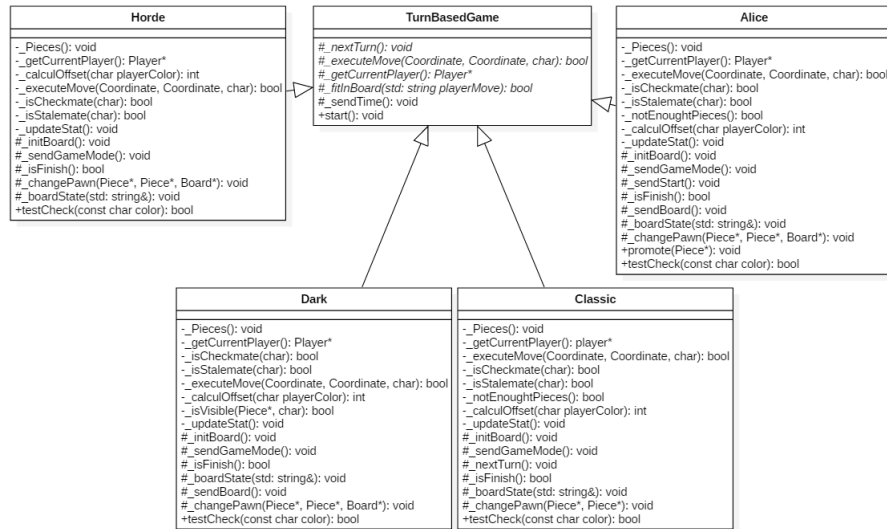 Horde
-_Pieces(): void
-_getCurrentPlayer(): Player*
-_calculOffset(char playerColor): int
-_executeMove(Coordinate, Coordinate, char): bool
-_isCheckmate(char): bool
-_isStalemate(char): bool
-_updateStat(): void
#_initBoard(): void
#_sendGameMode(): void
#_isFinish(): bool
#_changePawn(Piece*, Piece*, Board*): void
#_boardState(std: string&): void
+testCheck(const char color): bool
TurnBasedGame
#_nextTurn(): void
#_executeMove(Coordinate, Coordinate, char): bool
#_getCurrentPlayer(): Player*
#_fitInBoard(std: string playerMove): bool
#_sendTime(): void
+start(): void
Alice
-_Pieces(): void
-_getCurrentPlayer(): Player*
-_executeMove(Coordinate, Coordinate, char): bool
-_isCheckmate(char): bool
-_isStalemate(char): bool
-_notEnoughtPieces(): bool
-_calculOffset(char playerColor): int
-_updateStat(): void
#_initBoard(): void
#_sendGameMode(): void
#_sendStart(): void
#_isFinish(): bool
#_sendBoard(): void
#_boardState(std: string&): void
#_changePawn(Piece*, Piece*, Board*): void
+promote(Piece*): void
+testCheck(const char color): bool
Dark
-_Pieces(): void
-_getCurrentPlayer(): Player*
-_isCheckmate(char): bool
-_isStalemate(char): bool
-_executeMove(Coordinate, Coordinate, char): bool
-_calculOffset(char playerColor): int
-_isVisible(Piece*, char): bool
-_updateStat(): void
#_initBoard(): void
#_sendGameMode(): void
#_isFinish(): bool
#_boardState(std: string&): void
#_sendBoard(): void
#_changePawn(Piece*, Piece*, Board*): void
+testCheck(const char color): bool
Classic
-_Pieces(): void
-_getCurrentPlayer(): player*
-_executeMove(Coordinate, Coordinate, char): bool
-_isCheckmate(char): bool
-_isStalemate(char): bool
-_notEnoughtPieces(): bool
-_calculOffset(char playerColor): int
-_updateStat(): void
#_initBoard(): void
#_sendGameMode(): void
#_nextTurn(): void
#_isFinish(): bool
#_boardState(std: string&): void
#_changePawn(Piece*, Piece*): void
+testCheck(const char color): bool